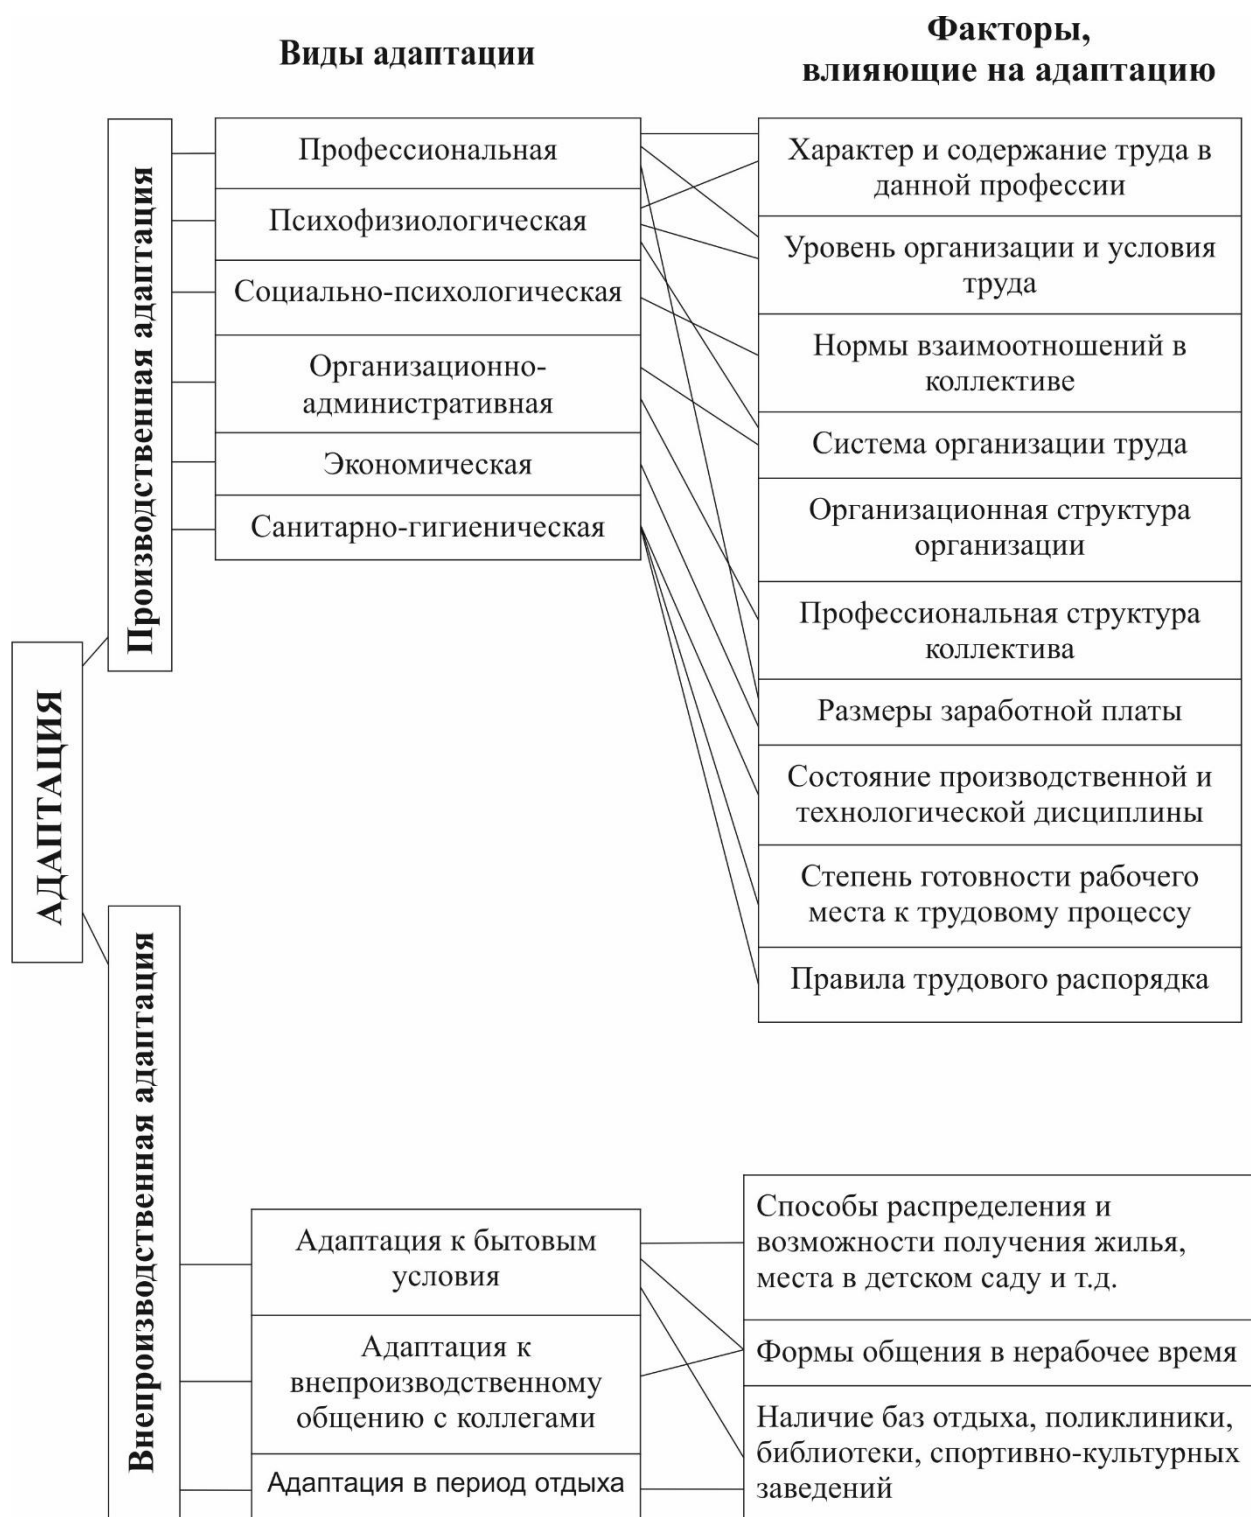 Виды адаптации
Факторы,
влияющие на адаптацию
АДАПТАЦИЯ
Производственная адаптация
Профессиональная
Психофизиологическая
Социально-психологическая
Организационно-
административная
Экономическая
Санитарно-гигиеническая
Характер и содержание труда в
данной профессии
Уровень организации и условия
труда
Нормы взаимоотношений в
коллективе
Система организации труда
Организационная структура
организации
Профессиональная структура
коллектива
Размеры заработной платы
Состояние производственной и
технологической дисциплины
Степень готовности рабочего
места к трудовому процессу
Правила трудового распорядка
Внепроизводственная адаптация
Адаптация к бытовым
условия
Адаптация к
внепроизводственному
общению с коллегами
Адаптация в период отдыха
Способы распределения и
возможности получения жилья,
места в детском саду и т.д.
Формы общения в нерабочее время
Наличие баз отдыха, поликлиники,
библиотеки, спортивно-культурных
заведений